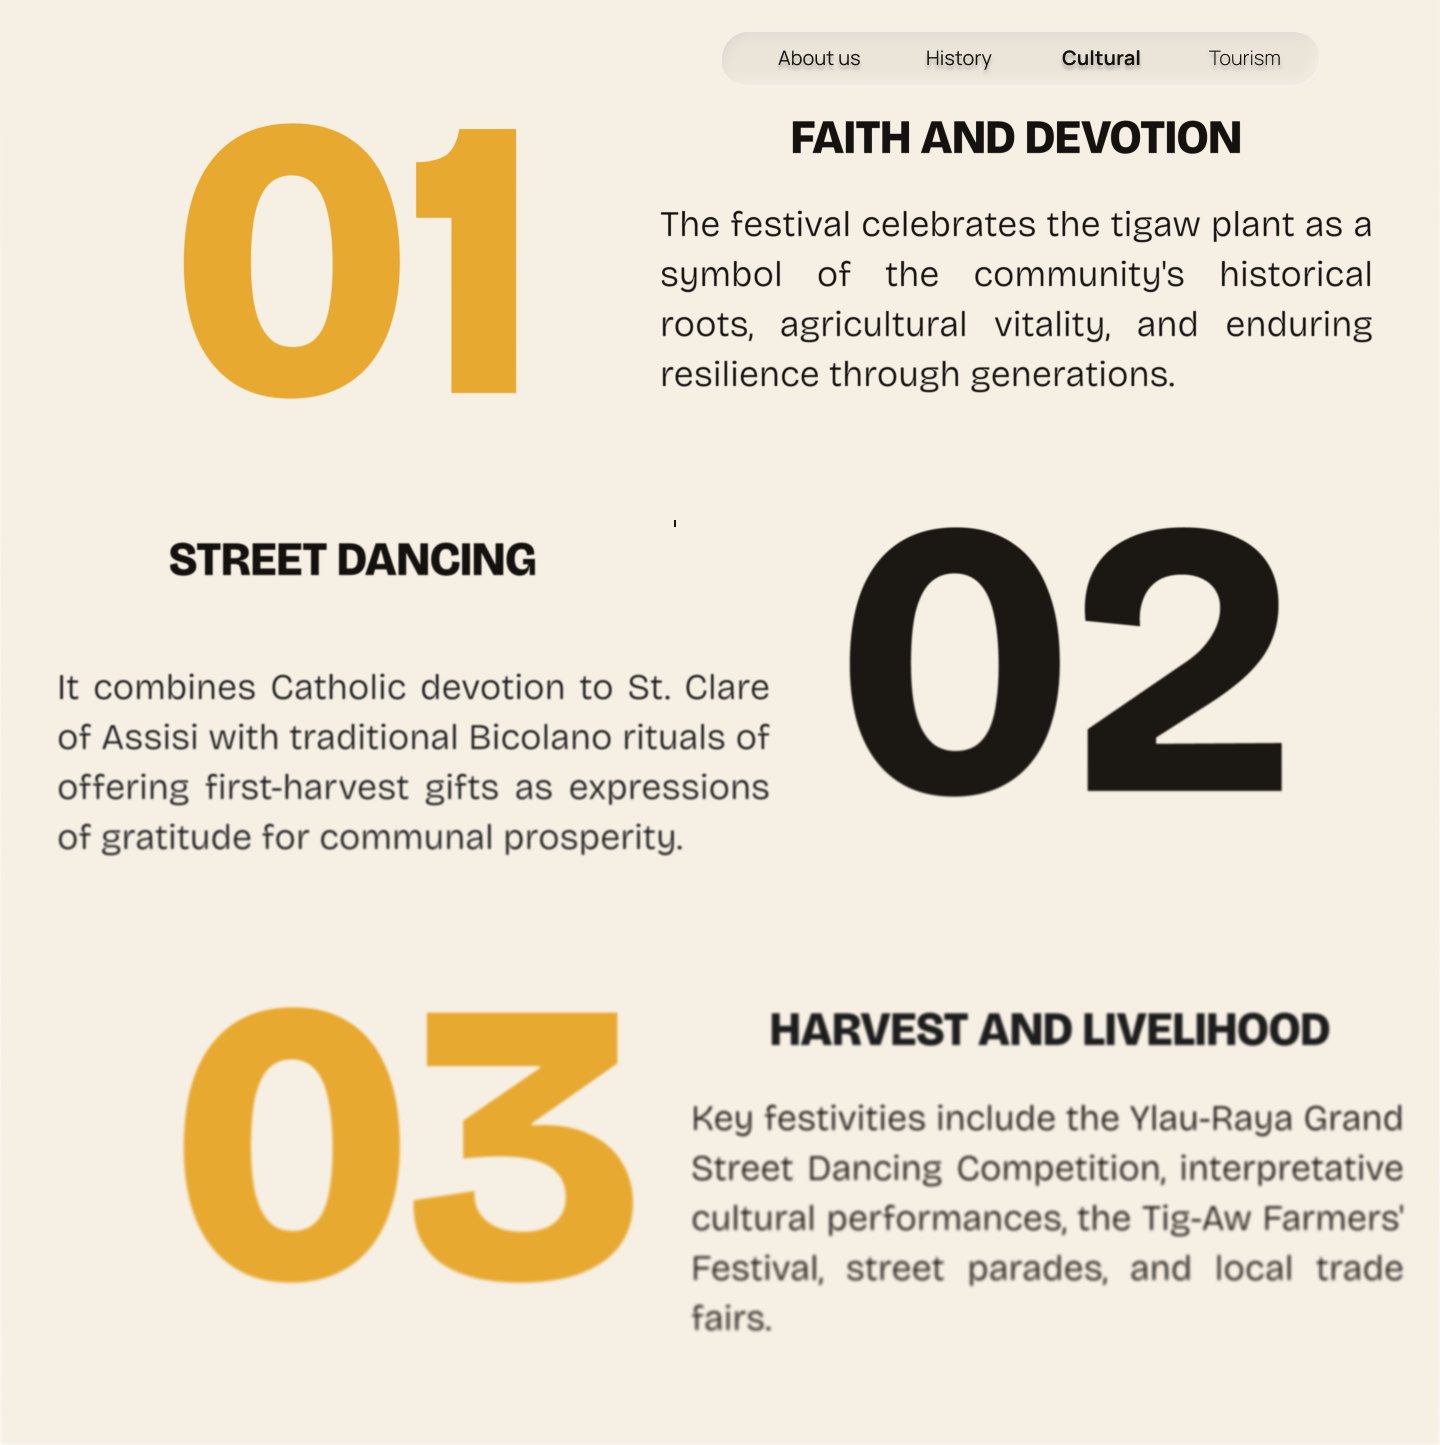 About us History Cultural Tourism
01
FAITH AND DEVOTION
The festival celebrates the tigaw plant as a
symbol of the community's historical
roots, agricultural vitality, and enduring
resilience through generations.
STREET DANCING
It combines Catholic devotion to St. Clare
of Assisi with traditional Bicolano rituals of
offering first-harvest gifts as expressions
of gratitude for communal prosperity.
02
03
HARVEST AND LIVELIHOOD
Key festivities include the Ylau-Raya Grand
Street Dancing Competition, interpretative
cultural performances, the Tig-Aw Farmers'
Festival, street parades, and local trade
fairs.